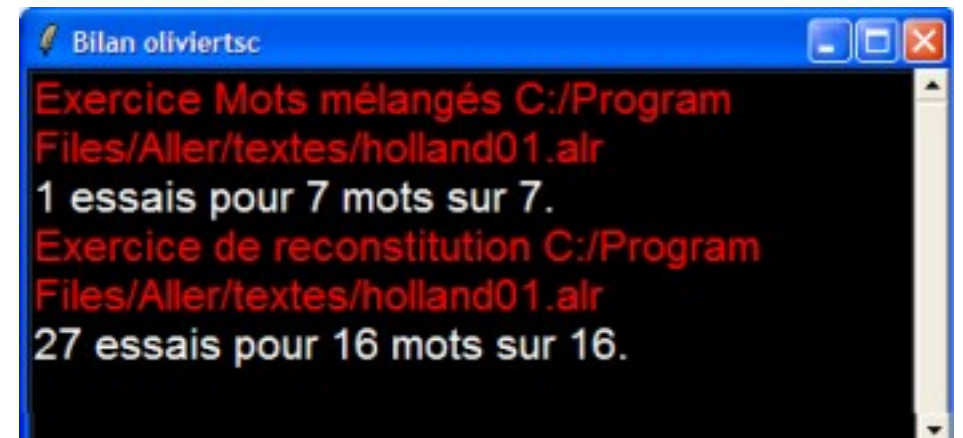 Bilan oliviertsc
Exercice Mots mélangés C:/Program
Files/Aller/textes/holland01.alr
1 essais pour 7 mots sur 7.
Exercice de reconstitution C:/Program
Files/Aller/textes/holland01.alr
27 essais pour 16 mots sur 16.